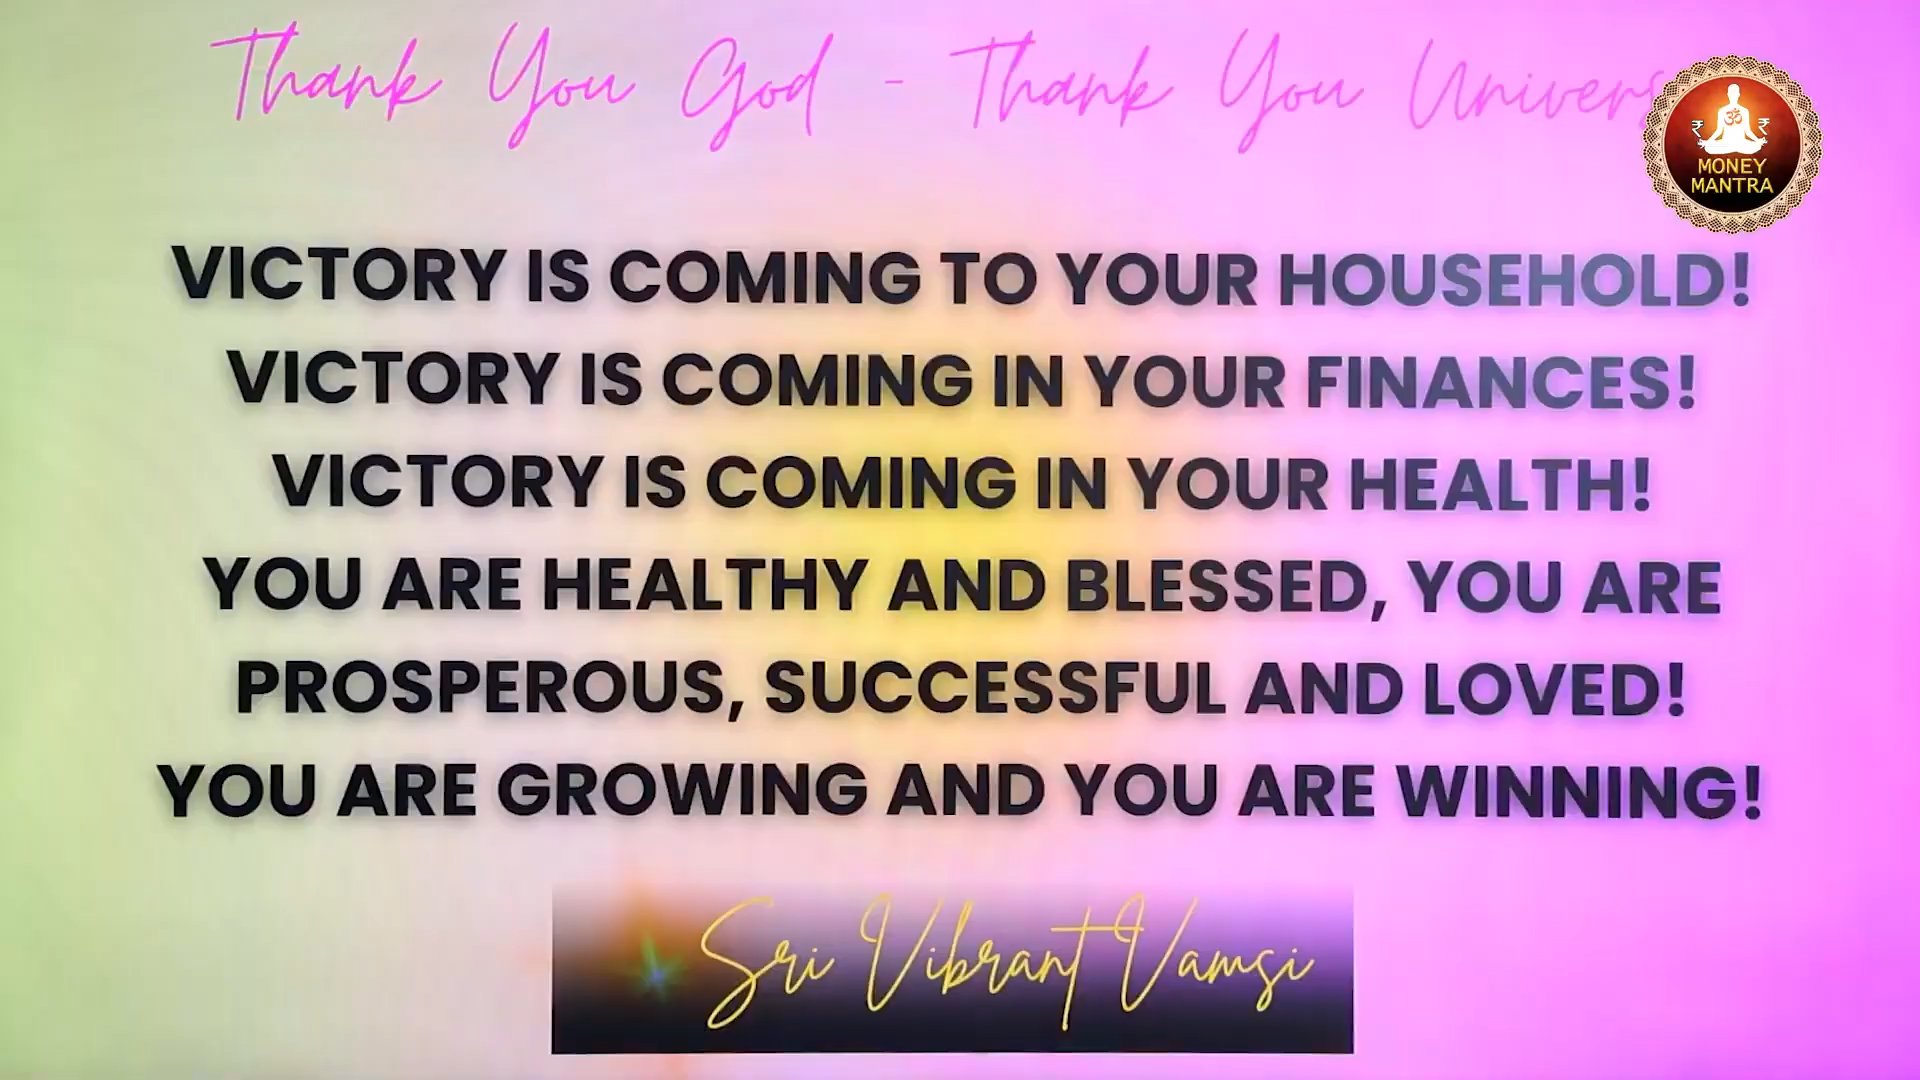 Thank You God - Thank You Univers
MONEY
MANTRA
VICTORY IS COMING TO YOUR HOUSEHOLD!
VICTORY IS COMING IN YOUR FINANCES!
VICTORY IS COMING IN YOUR HEALTH!
YOU ARE HEALTHY AND BLESSED, YOU ARE
PROSPEROUS, SUCCESSFUL AND LOVED!
YOU ARE GROWING AND YOU ARE WINNING!
Sri Vibrant Vamsi